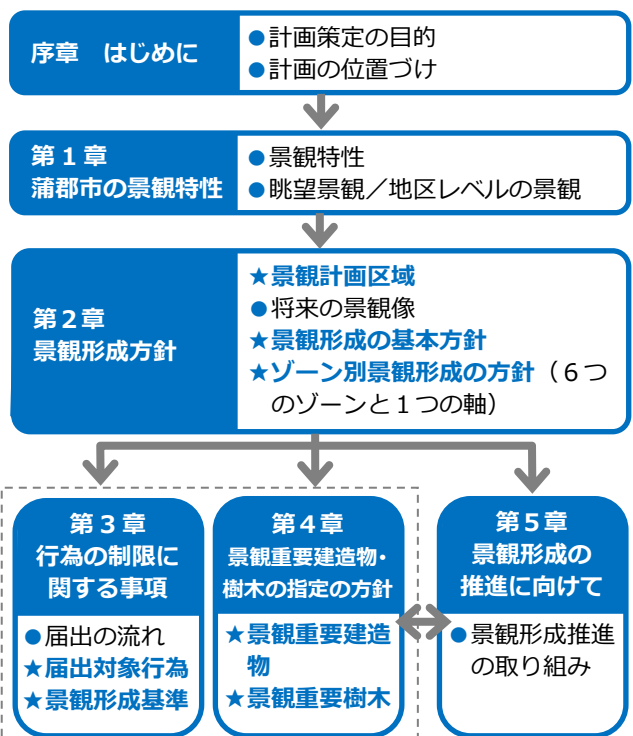 序章　はじめに
●計画策定の目的
●計画の位置づけ
第１章
蒲郡市の景観特性
●景観特性
●眺望景観／地区レベルの景観
第２章
景観形成方針
★景観計画区域
●将来の景観像
★景観形成の基本方針
★ゾーン別景観形成の方針（６つ
のゾーンと１つの軸）
第３章
行為の制限に
関する事項
●届出の流れ
★届出対象行為
★景観形成基準
第４章
景観重要建造物・
樹木の指定の方針
★景観重要建造
物
★景観重要樹木
第５章
景観形成の
推進に向けて
●景観形成推進
の取り組み